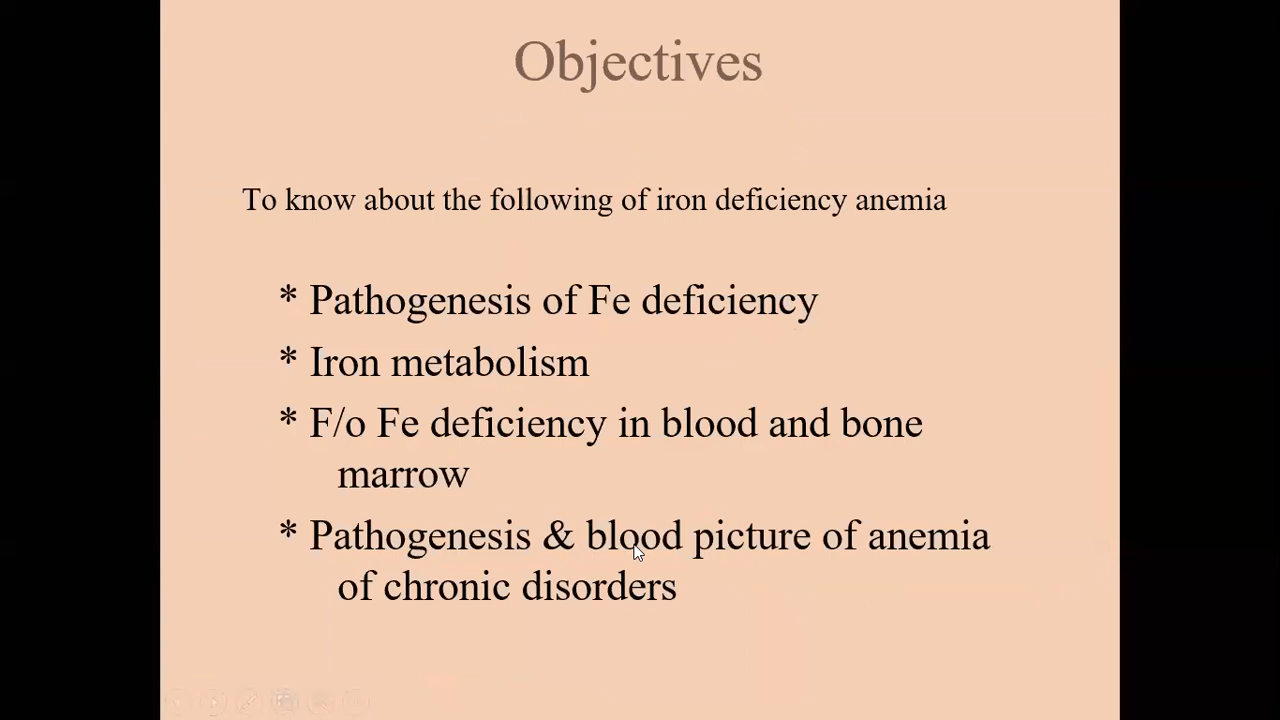 Objectives
To know about the following of iron deficiency anemia
* Pathogenesis of Fe deficiency
* Iron metabolism
* F/o Fe deficiency in blood and bone
marrow
* Pathogenesis & blood picture of anemia
of chronic disorders